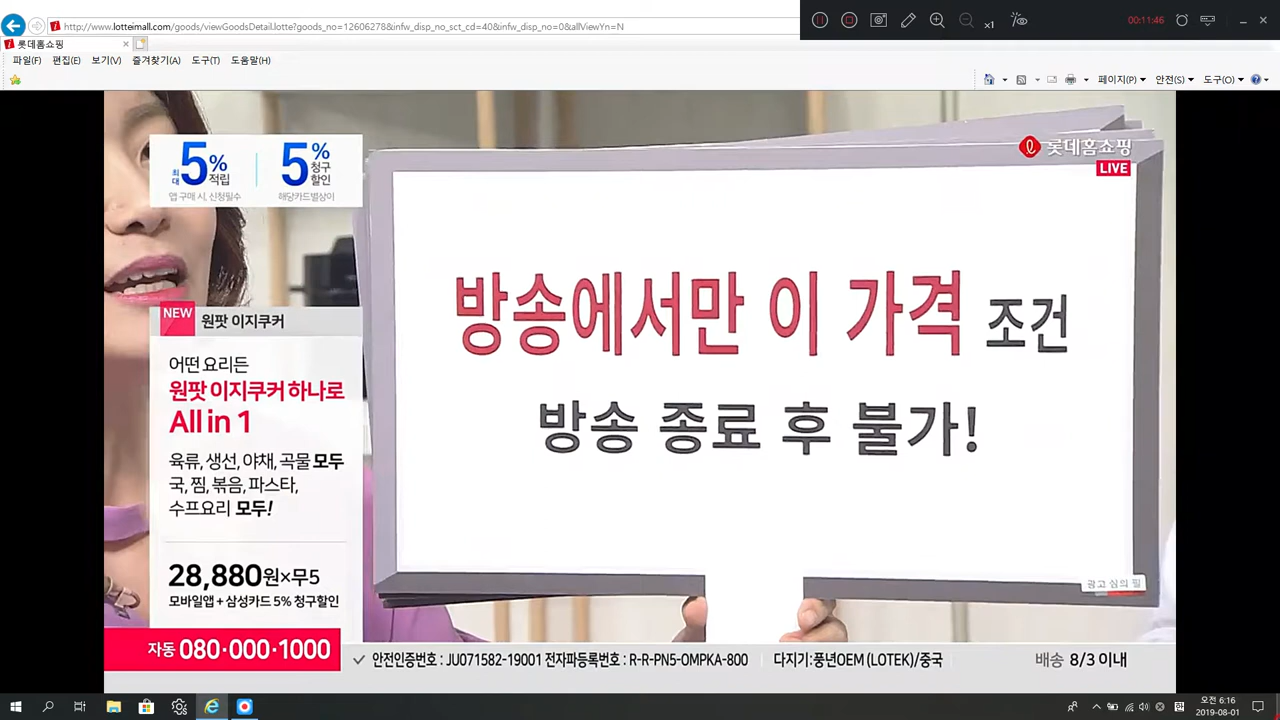 http://www.lotteimall.com/goods/viewGoodsDetail.lotte?goods_no=12606278&infw_disp_no_sct_cd=40&infw_disp_no=0&allViewYn=N
×1
00:11:46
롯데홈쇼핑
파일(F) 편집(E) 보기(V) 즐겨찾기(A) 도구(T) 도움말(H)
페이지(P) 안전(S) 도구(O)
최대 5% 적립
앱 구매 시, 신청필수
5% 청구할인
해당카드별상이
롯데홈쇼핑
LIVE
방송에서만 이 가격 조건
방송 종료 후 불가!
NEW 원팟 이지쿠커
어떤 요리든
원팟 이지쿠커 하나로
All in 1
육류, 생선, 야채, 곡물 모두
국, 찜, 볶음, 파스타,
수프요리 모두!
28,880원×무5
모바일앱 + 삼성카드 5% 청구할인
광고 심의 필
자동 080·000·1000
안전인증번호 : JU071582-19001 전자파등록번호 : R-R-PN5-OMPKA-800
다지기:풍년OEM (LOTEK)/중국
배송 8/3 이내
오전 6:16
2019-08-01